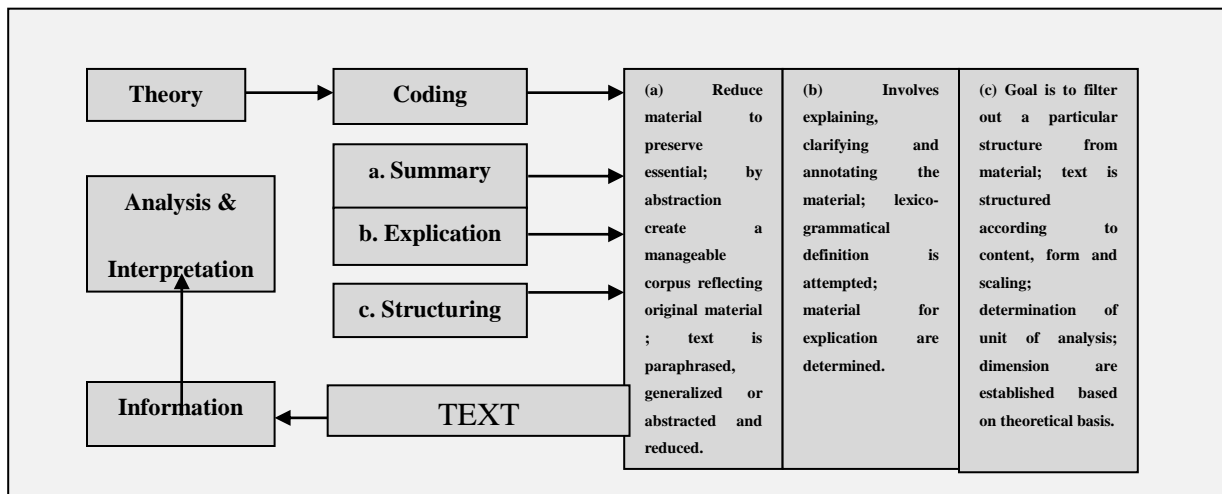 Theory
Coding
a. Summary
b. Explication
c. Structuring
Analysis &
Interpretation
Information
TEXT
(a) Reduce
material to
preserve
essential; by
abstraction
create a
manageable
corpus reflecting
original material
; text is
paraphrased,
generalized or
abstracted and
reduced.
(b) Involves
explaining,
clarifying and
annotating the
material; lexico-
grammatical
definition is
attempted;
material for
explication are
determined.
(c) Goal is to filter
out a particular
structure from
material; text is
structured
according to
content, form and
scaling;
determination of
unit of analysis;
dimension are
established based
on theoretical basis.